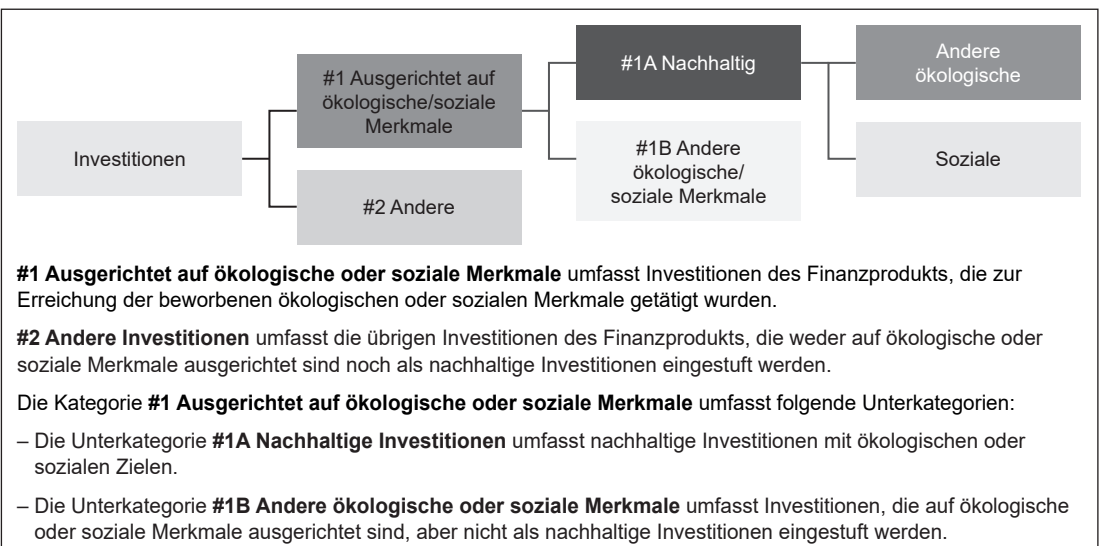 Investitionen
#1 Ausgerichtet auf
ökologische/soziale
Merkmale
#2 Andere
#1A Nachhaltig
#1B Andere
ökologische/
soziale Merkmale
Andere
ökologische
Soziale
#1 Ausgerichtet auf ökologische oder soziale Merkmale umfasst Investitionen des Finanzprodukts, die zur
Erreichung der beworbenen ökologischen oder sozialen Merkmale getätigt wurden.
#2 Andere Investitionen umfasst die übrigen Investitionen des Finanzprodukts, die weder auf ökologische oder
soziale Merkmale ausgerichtet sind noch als nachhaltige Investitionen eingestuft werden.
Die Kategorie #1 Ausgerichtet auf ökologische oder soziale Merkmale umfasst folgende Unterkategorien:
– Die Unterkategorie #1A Nachhaltige Investitionen umfasst nachhaltige Investitionen mit ökologischen oder
sozialen Zielen.
– Die Unterkategorie #1B Andere ökologische oder soziale Merkmale umfasst Investitionen, die auf ökologische
oder soziale Merkmale ausgerichtet sind, aber nicht als nachhaltige Investitionen eingestuft werden.